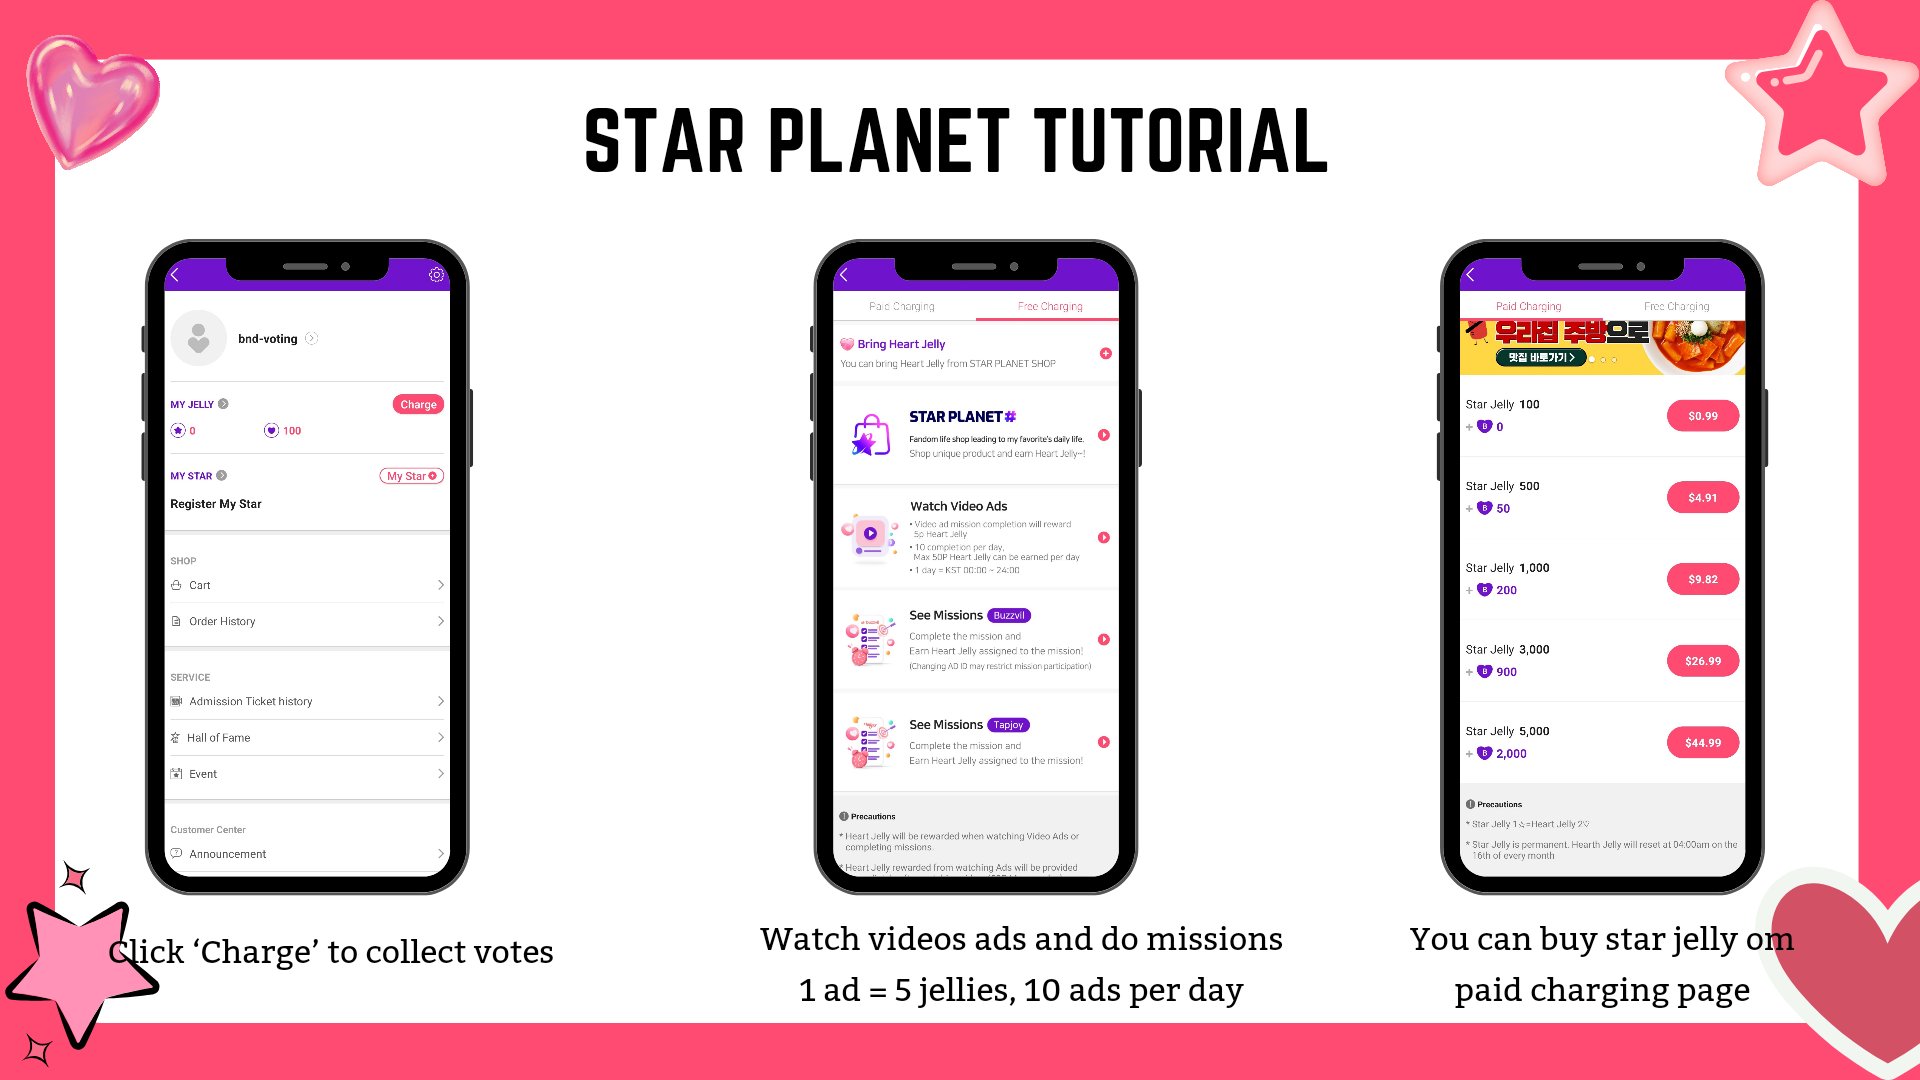 STAR PLANET TUTORIAL
bnd-voting
MY JELLY
Charge
0
100
MY STAR
My Star
Register My Star
SHOP
Cart
Order History
SERVICE
Admission Ticket history
Hall of Fame
Event
Customer Center
Announcement
Click ‘Charge’ to collect votes
Paid Charging
Free Charging
Bring Heart Jelly
You can bring Heart Jelly from STAR PLANET SHOP
STAR PLANET#
Fandom life shop leading to my favorite's daily life.
Shop unique product and earn Heart Jelly~!
Watch Video Ads
• Video ad mission completion will reward
5p Heart Jelly
• 10 completion per day,
Max 50P Heart Jelly can be earned per day
• 1 day = KST 00:00 ~ 24:00
See Missions Buzzvil
Complete the mission and
Earn Heart Jelly assigned to the mission!
(Changing AD ID may restrict mission participation)
See Missions Tapjoy
Complete the mission and
Earn Heart Jelly assigned to the mission!
Precautions
* Heart Jelly will be rewarded when watching Video Ads or
completing missions.
* Heart Jelly rewarded from watching Ads will be provided
Watch videos ads and do missions
1 ad = 5 jellies, 10 ads per day
Paid Charging
Free Charging
우리집 주방으로
맛집 바로가기 >
Star Jelly 100
+ B 0
$0.99
Star Jelly 500
+ B 50
$4.91
Star Jelly 1,000
+ B 200
$9.82
Star Jelly 3,000
+ B 900
$26.99
Star Jelly 5,000
+ B 2,000
$44.99
Precautions
* Star Jelly 1☆=Heart Jelly 2♡
* Star Jelly is permanent. Hearth Jelly will reset at 04:00am on the
16th of every month
You can buy star jelly om
paid charging page